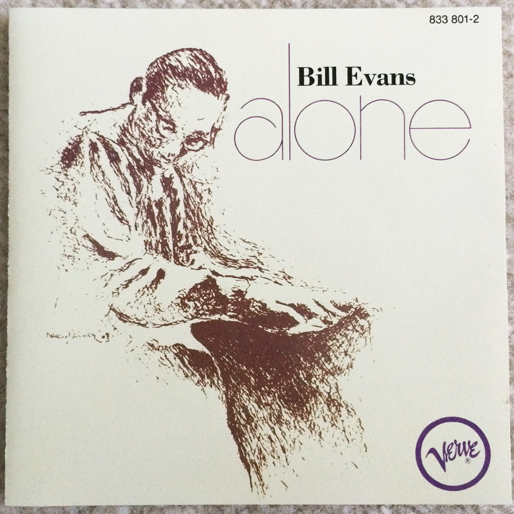 833 801-2
Bill Evans
alone
Verve
®